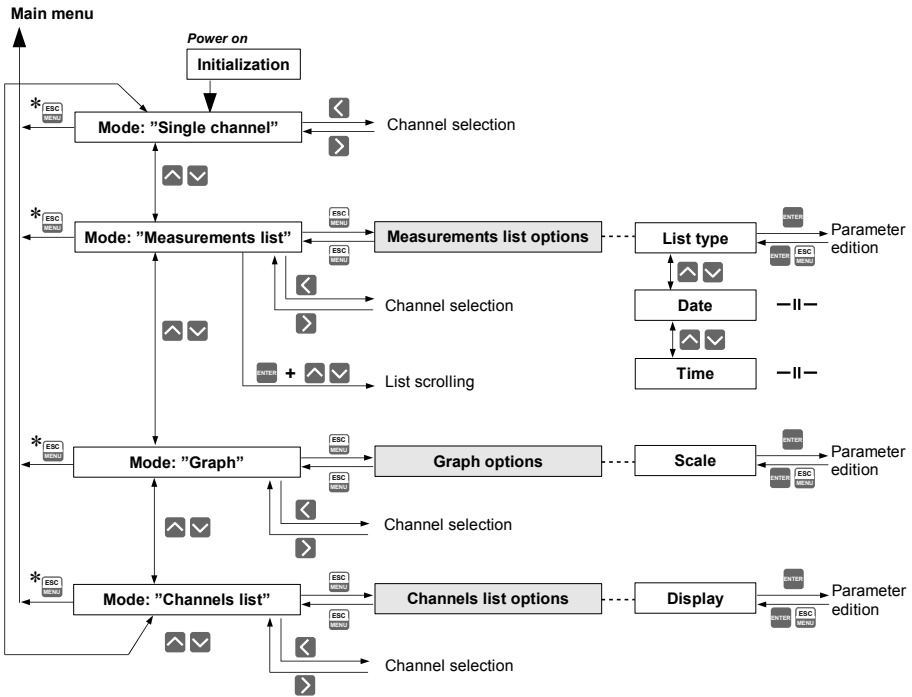 Main menu
Power on
Initialization
* ESC MENU
Mode: ”Single channel”
Channel selection
* ESC MENU
Mode: ”Measurements list”
ESC MENU
ESC MENU
Measurements list options
List type
ENTER
ENTER ESC MENU
Parameter
edition
Channel selection
Date
—II—
ENTER +
List scrolling
Time
—II—
* ESC MENU
Mode: ”Graph”
ESC MENU
ESC MENU
Graph options
Scale
ENTER
ENTER ESC MENU
Parameter
edition
Channel selection
* ESC MENU
Mode: ”Channels list”
ESC MENU
ESC MENU
Channels list options
Display
ENTER
ENTER ESC MENU
Parameter
edition
Channel selection